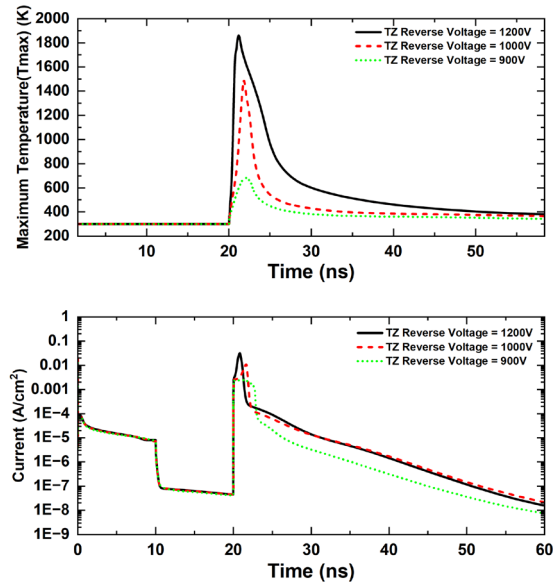 2000
1800
1600
1400
1200
1000
800
600
400
200
Maximum Temperature(Tmax) (K)
TZ Reverse Voltage = 1200V
TZ Reverse Voltage = 1000V
TZ Reverse Voltage = 900V
10 20 30 40 50
Time (ns)
1
0.1
0.01
0.001
1E-4
1E-5
1E-6
1E-7
1E-8
1E-9
Current (A/cm²)
TZ Reverse Voltage = 1200V
TZ Reverse Voltage = 1000V
TZ Reverse Voltage = 900V
0 10 20 30 40 50 60
Time (ns)